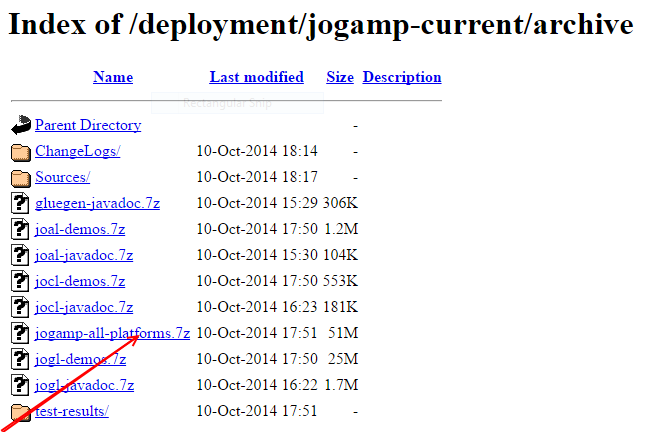 Index of /deployment/jogamp-current/archive
Name Last modified Size Description
Rectangular Snip
Parent Directory -
ChangeLogs/ 10-Oct-2014 18:14 -
Sources/ 10-Oct-2014 18:17 -
gluegen-javadoc.7z 10-Oct-2014 15:29 306K
joal-demos.7z 10-Oct-2014 17:50 1.2M
joal-javadoc.7z 10-Oct-2014 15:30 104K
jocl-demos.7z 10-Oct-2014 17:50 553K
jocl-javadoc.7z 10-Oct-2014 16:23 181K
jogamp-all-platforms.7z 10-Oct-2014 17:51 51M
jogl-demos.7z 10-Oct-2014 17:50 25M
jogl-javadoc.7z 10-Oct-2014 16:22 1.7M
test-results/ 10-Oct-2014 17:51 -